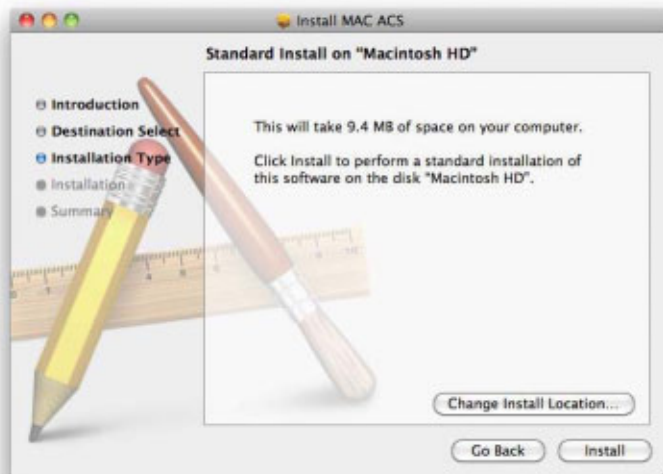 Install MAC ACS
Standard Install on "Macintosh HD"
Introduction
Destination Select
Installation Type
Installation
Summary
This will take 9.4 MB of space on your computer.
Click Install to perform a standard installation of
this software on the disk "Macintosh HD".
Change Install Location...
Go Back
Install